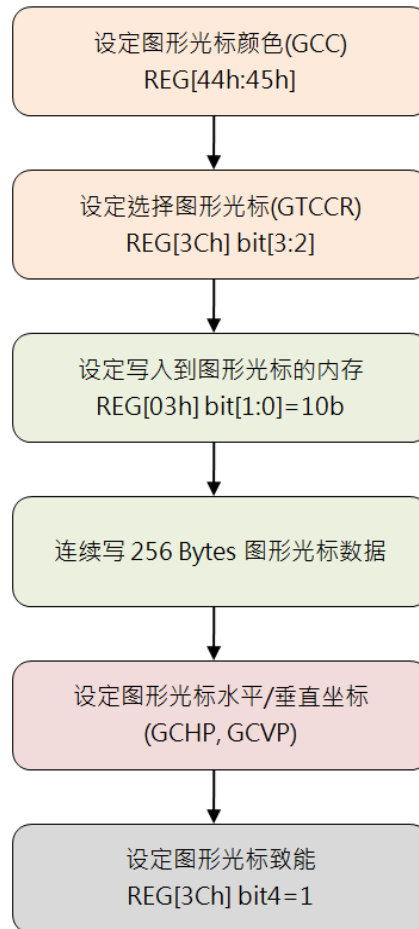 设定图形光标颜色(GCC)
REG[44h:45h]
设定选择图形光标(GTCCR)
REG[3Ch] bit[3:2]
设定写入到图形光标的内存
REG[03h] bit[1:0]=10b
连续写 256 Bytes 图形光标数据
设定图形光标水平/垂直坐标
(GCHP, GCVP)
设定图形光标致能
REG[3Ch] bit4=1